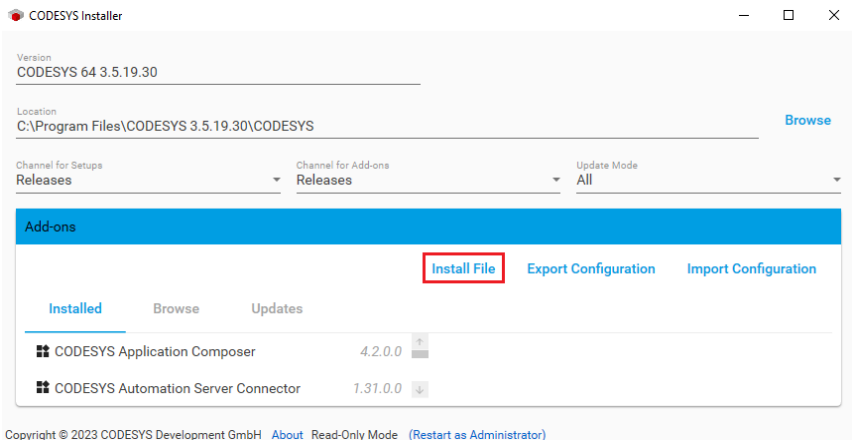 CODESYS Installer
Version
CODESYS 64 3.5.19.30
Location
C:\Program Files\CODESYS 3.5.19.30\CODESYS
Browse
Channel for Setups Channel for Add-ons Update Mode
Releases Releases All
Add-ons
Install File Export Configuration Import Configuration
Installed Browse Updates
CODESYS Application Composer 4.2.0.0
CODESYS Automation Server Connector 1.31.0.0
Copyright © 2023 CODESYS Development GmbH About Read-Only Mode (Restart as Administrator)